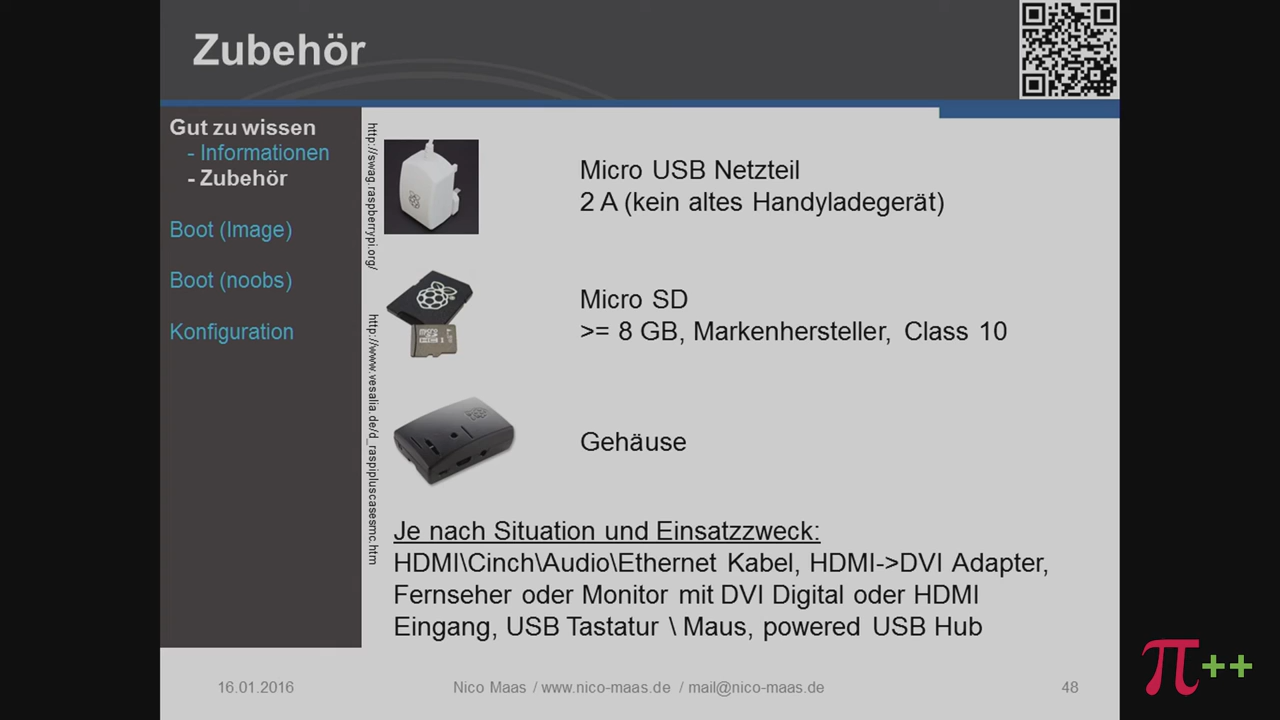 Zubehör
Gut zu wissen
- Informationen
- Zubehör
Boot (Image)
Boot (noobs)
Konfiguration
http://swag.raspberrypi.org/
http://www.vesalia.de/d_raspipluscasesmc.htm
Micro USB Netzteil
2 A (kein altes Handyladegerät)
Micro SD
>= 8 GB, Markenhersteller, Class 10
Gehäuse
Je nach Situation und Einsatzzweck:
HDMI\Cinch\Audio\Ethernet Kabel, HDMI->DVI Adapter,
Fernseher oder Monitor mit DVI Digital oder HDMI
Eingang, USB Tastatur \ Maus, powered USB Hub
16.01.2016
Nico Maas / www.nico-maas.de / mail@nico-maas.de
48
π++